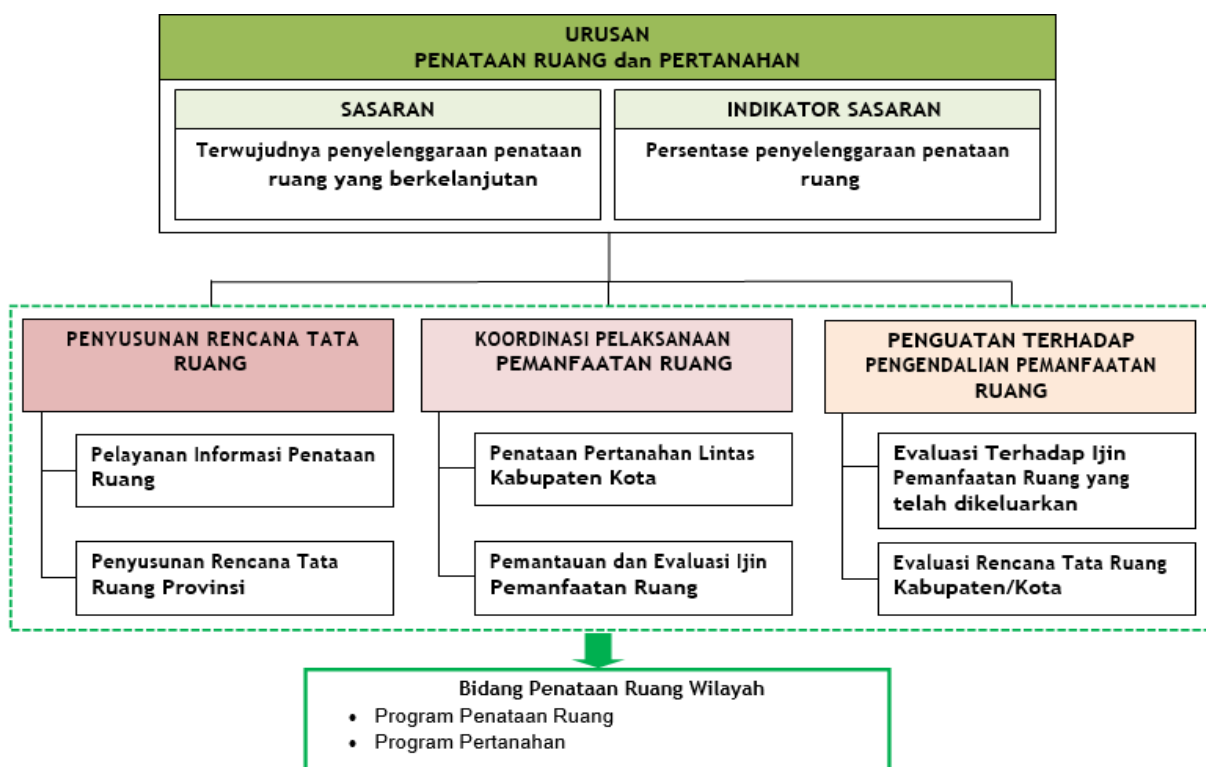 URUSAN
PENATAAN RUANG dan PERTANAHAN
SASARAN
Terwujudnya penyelenggaraan penataan
ruang yang berkelanjutan
INDIKATOR SASARAN
Persentase penyelenggaraan penataan
ruang
PENYUSUNAN RENCANA TATA
RUANG
Pelayanan Informasi Penataan
Ruang
Penyusunan Rencana Tata
Ruang Provinsi
KOORDINASI PELAKSANAAN
PEMANFAATAN RUANG
Penataan Pertanahan Lintas
Kabupaten Kota
Pemantauan dan Evaluasi Ijin
Pemanfaatan Ruang
PENGUATAN TERHADAP
PENGENDALIAN PEMANFAATAN
RUANG
Evaluasi Terhadap Ijin
Pemanfaatan Ruang yang
telah dikeluarkan
Evaluasi Rencana Tata Ruang
Kabupaten/Kota
Bidang Penataan Ruang Wilayah
• Program Penataan Ruang
• Program Pertanahan